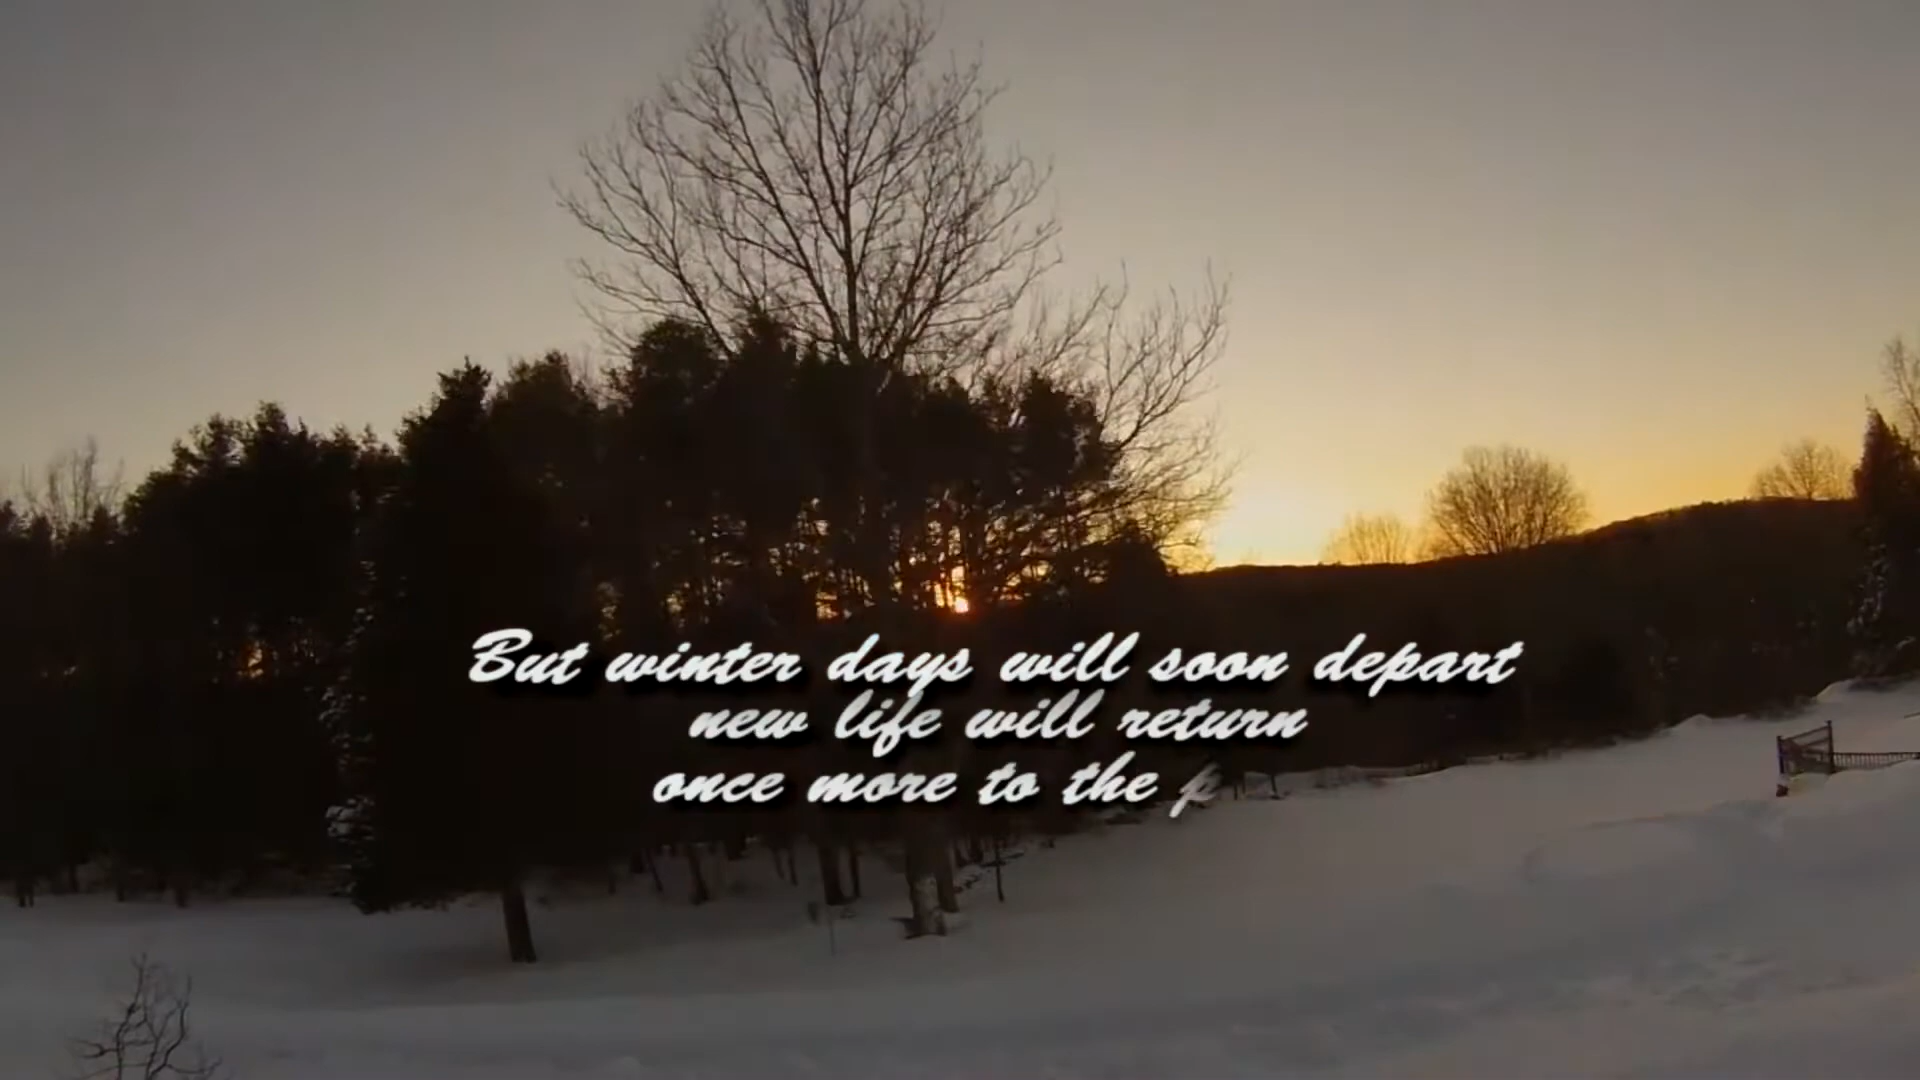 But winter days will soon depart
new life will return
once more to the p